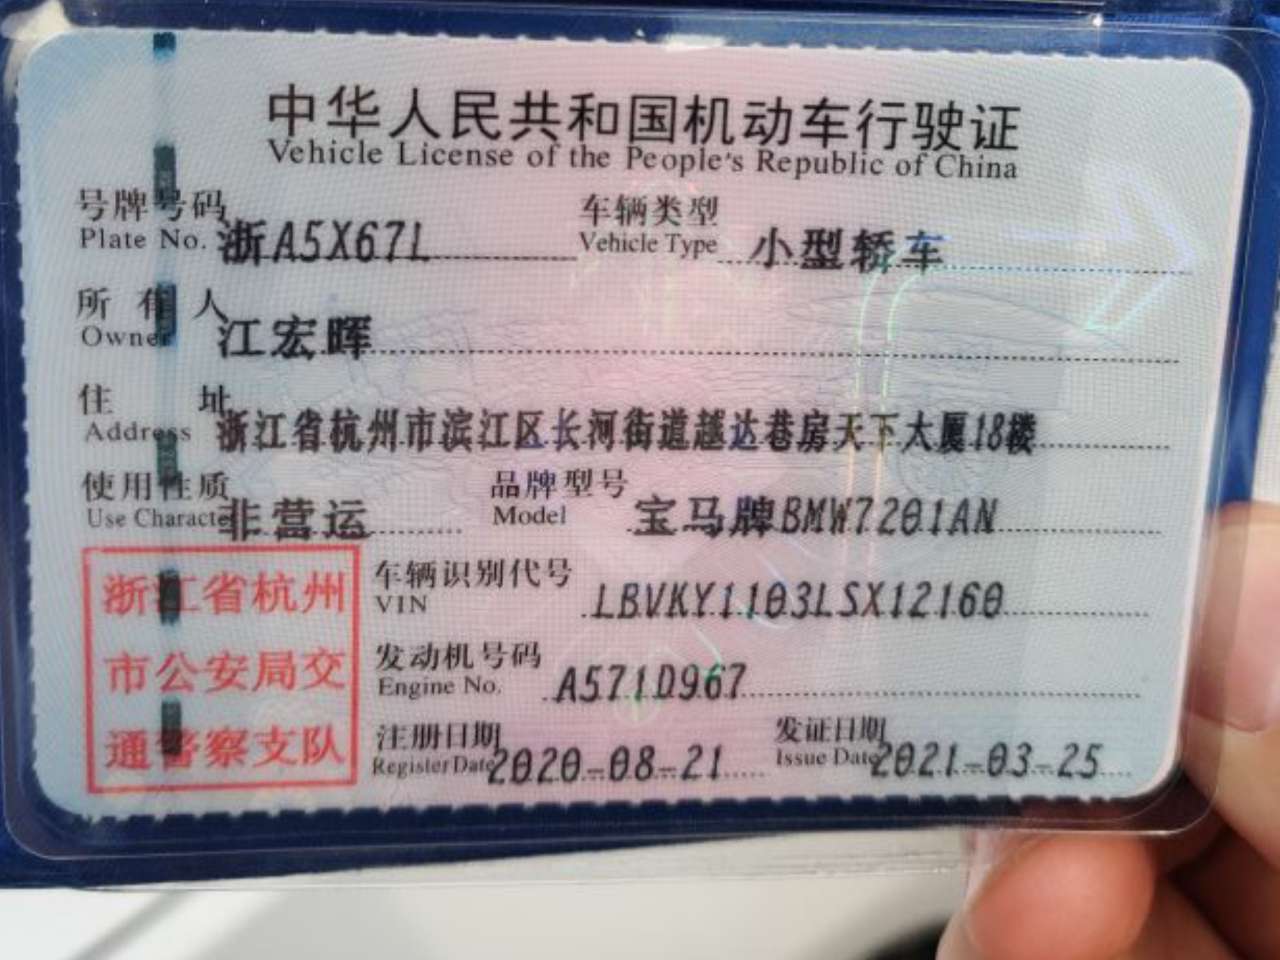 中华人民共和国机动车行驶证
Vehicle License of the People's Republic of China
号牌号码 浙A5X67L 车辆类型 小型轿车
Plate No. Vehicle Type
所有人 江宏晖
Owner
住址 浙江省杭州市滨江区长河街道越达巷房天下大厦18楼
Address
使用性质 非营运 品牌型号 宝马牌BMW7201AN
Use Character Model
浙江省杭州
市公安局交
通警察支队
车辆识别代号 LBVKY1103LSX12160
VIN
发动机号码 A571D967
Engine No.
注册日期 2020-08-21 发证日期 2021-03-25
Register Date Issue Date